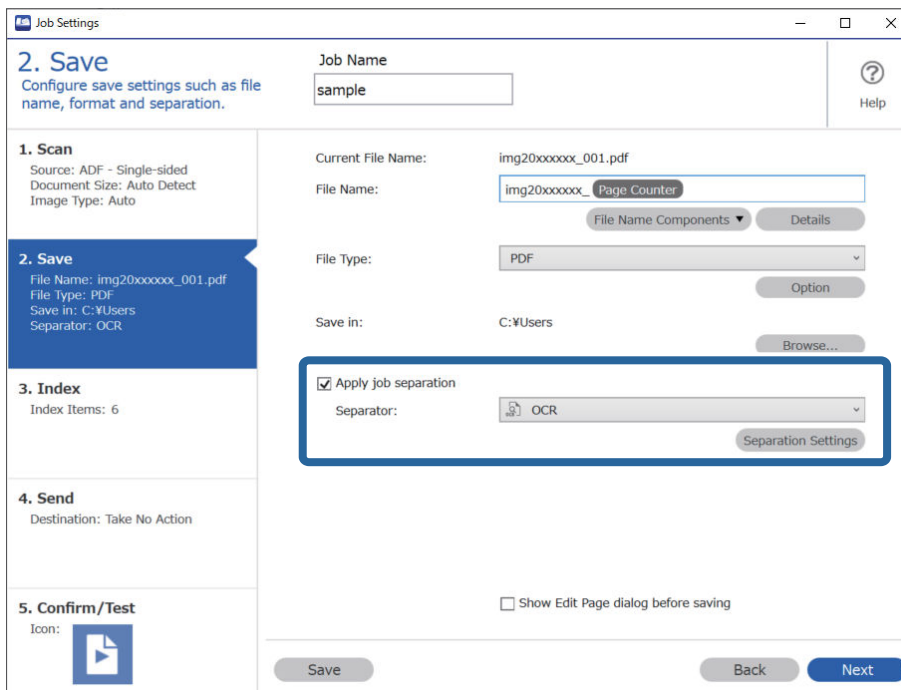 Job Settings
2. Save
Configure save settings such as file
name, format and separation.
Job Name
sample
?
Help
1. Scan
Source: ADF - Single-sided
Document Size: Auto Detect
Image Type: Auto
2. Save
File Name: img20xxxxxx_001.pdf
File Type: PDF
Save in: C:¥Users
Separator: OCR
3. Index
Index Items: 6
4. Send
Destination: Take No Action
5. Confirm/Test
Icon:
Current File Name: img20xxxxxx_001.pdf
File Name: img20xxxxxx_ Page Counter
File Name Components ▼ Details
File Type: PDF
Option
Save in: C:¥Users
Browse...
Apply job separation
Separator: OCR
Separation Settings
Show Edit Page dialog before saving
Save Back Next